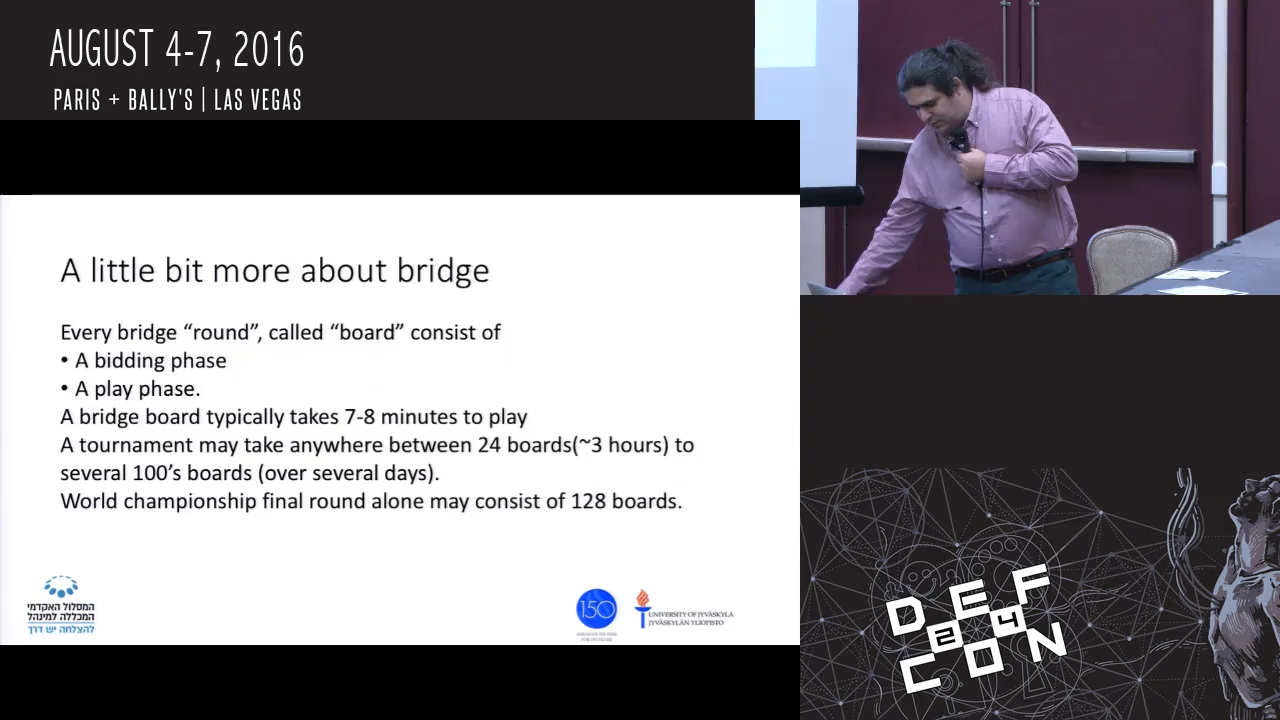 AUGUST 4-7, 2016
PARIS + BALLY'S | LAS VEGAS
A little bit more about bridge
Every bridge “round”, called “board” consist of
• A bidding phase
• A play phase.
A bridge board typically takes 7-8 minutes to play
A tournament may take anywhere between 24 boards(~3 hours) to
several 100’s boards (over several days).
World championship final round alone may consist of 128 boards.
המסלול האקדמי
המכללה למינהל
להצלחה יש דרך
150
UNIVERSITY OF JYVÄSKYLÄ
JYVÄSKYLÄN YLIOPISTO
DEF
24
CON